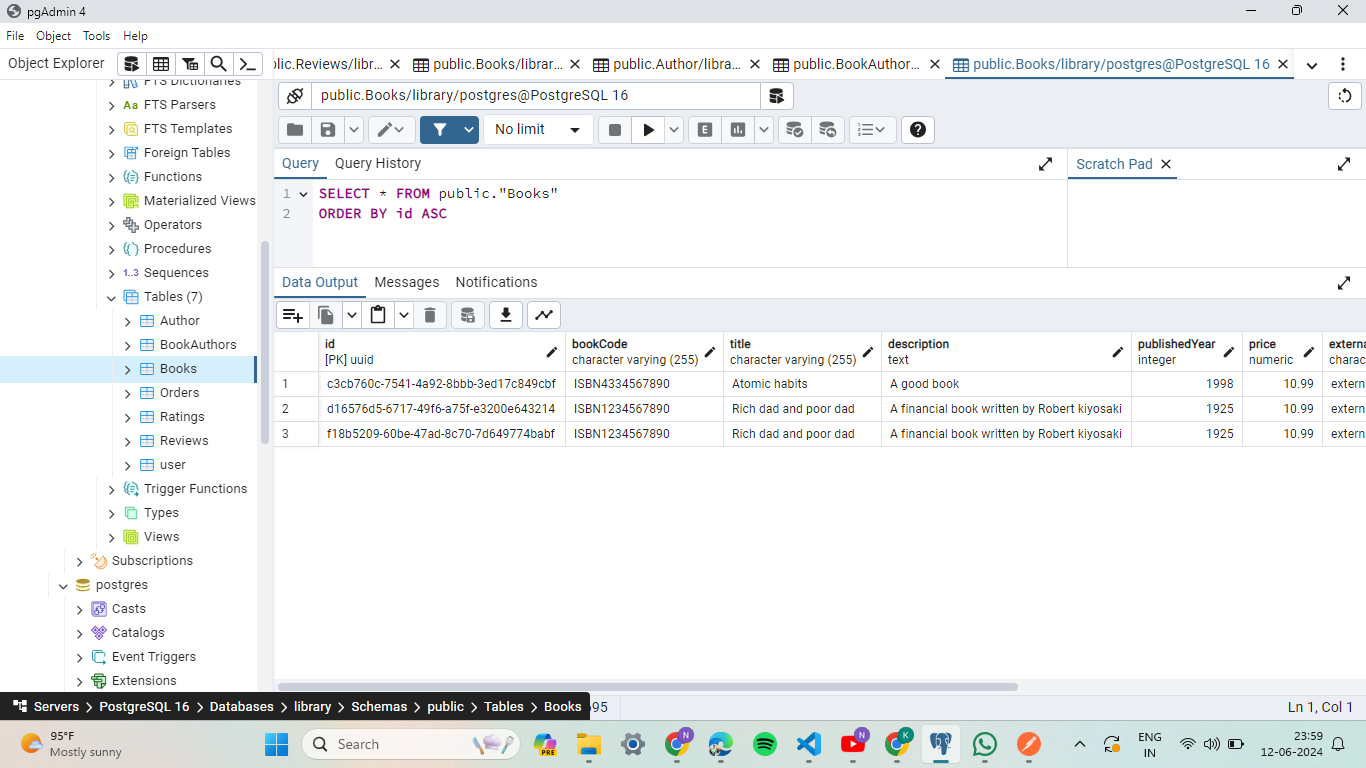 pgAdmin 4
File Object Tools Help
Object Explorer
blic.Reviews/libr... public.Books/librar... public.Author/libra... public.BookAuthor... public.Books/library/postgres@PostgreSQL 16
public.Books/library/postgres@PostgreSQL 16
No limit
E
Query Query History
Scratch Pad
1 SELECT * FROM public."Books"
2 ORDER BY id ASC
Data Output Messages Notifications
id bookCode title description publishedYear price externa
[PK] uuid character varying (255) character varying (255) text integer numeric charac
1 c3cb760c-7541-4a92-8bbb-3ed17c849cbf ISBN4334567890 Atomic habits A good book 1998 10.99 extern
2 d16576d5-6717-49f6-a75f-e3200e643214 ISBN1234567890 Rich dad and poor dad A financial book written by Robert kiyosaki 1925 10.99 extern
3 f18b5209-60be-47ad-8c70-7d649774babf ISBN1234567890 Rich dad and poor dad A financial book written by Robert kiyosaki 1925 10.99 extern
FTS Dictionaries
Aa FTS Parsers
FTS Templates
Foreign Tables
Functions
Materialized Views
Operators
Procedures
1..3 Sequences
Tables (7)
Author
BookAuthors
Books
Orders
Ratings
Reviews
user
Trigger Functions
Types
Views
Subscriptions
postgres
Casts
Catalogs
Event Triggers
Extensions
Servers > PostgreSQL 16 > Databases > library > Schemas > public > Tables > Books
95
Ln 1, Col 1
95°F
Mostly sunny
Search
PRE
N
N
K
ENG
IN
23:59
12-06-2024